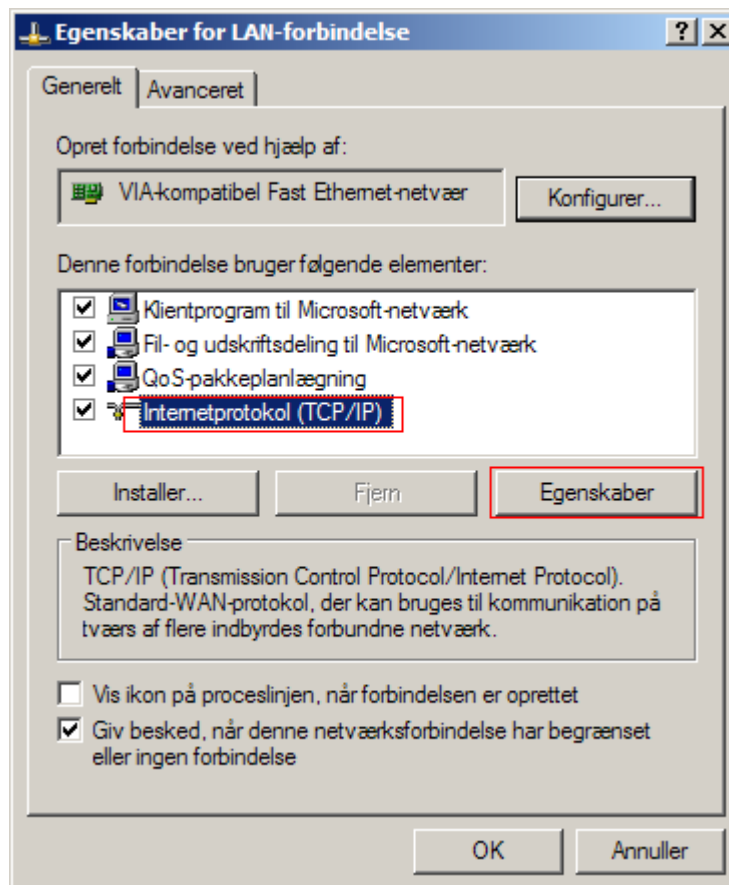 Egenskaber for LAN-forbindelse
Generelt
Avanceret
Opret forbindelse ved hjælp af:
VIA-kompatibel Fast Ethernet-netvær
Konfigurer...
Denne forbindelse bruger følgende elementer:
Klientprogram til Microsoft-netværk
Fil- og udskriftsdeling til Microsoft-netværk
QoS-pakkeplanlægning
Internetprotokol (TCP/IP)
Installer...
Fjern
Egenskaber
Beskrivelse
TCP/IP (Transmission Control Protocol/Internet Protocol).
Standard-WAN-protokol, der kan bruges til kommunikation på
tværs af flere indbyrdes forbundne netværk.
Vis ikon på proceslinjen, når forbindelsen er oprettet
Giv besked, når denne netværksforbindelse har begrænset
eller ingen forbindelse
OK
Annuller